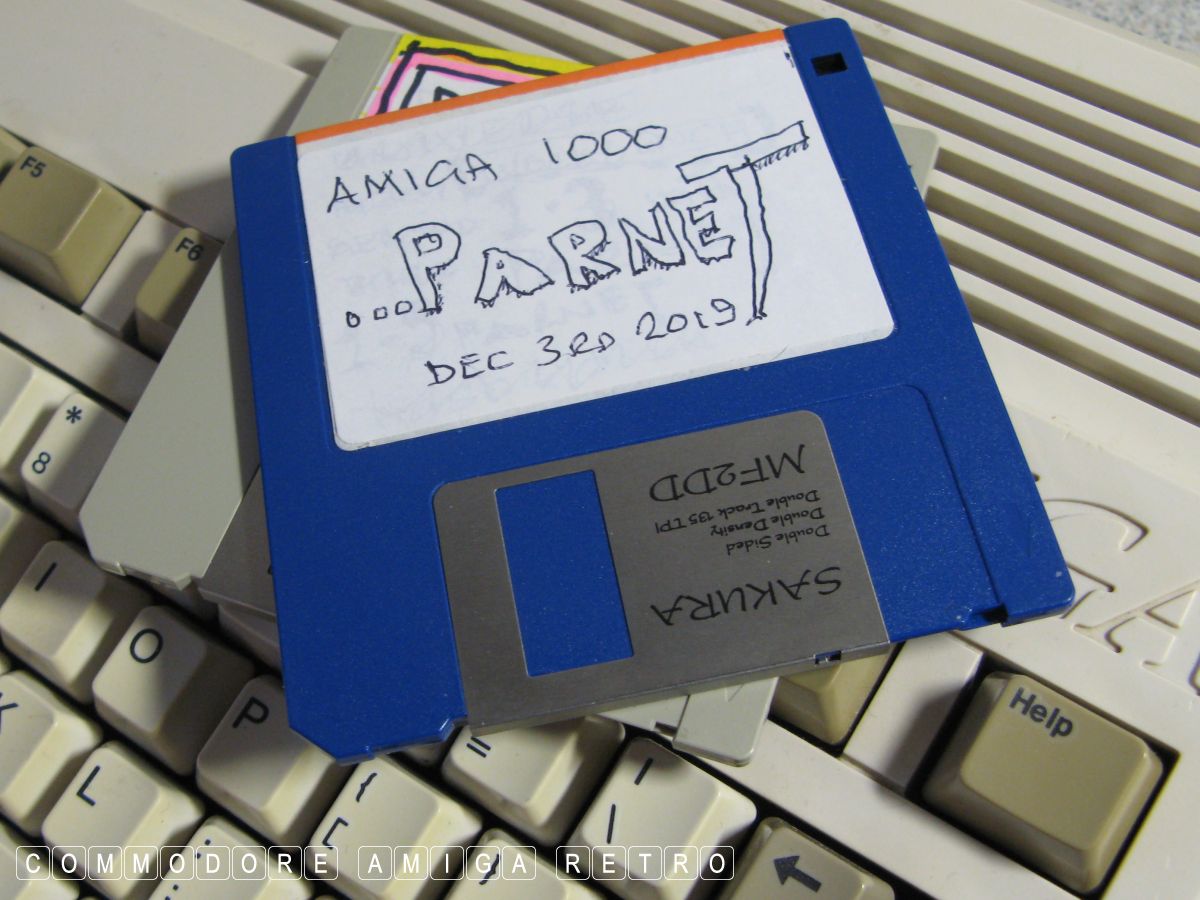 AMIGA 1000
...PARNET
DEC 3RD 2019
SAKURA
Double Sided
Double Density
Double Track 135 TPI
MF2DD
F5
F6
*
8
I
O
P
K
L
{
[
=
Help
COMMODORE AMIGA RETRO